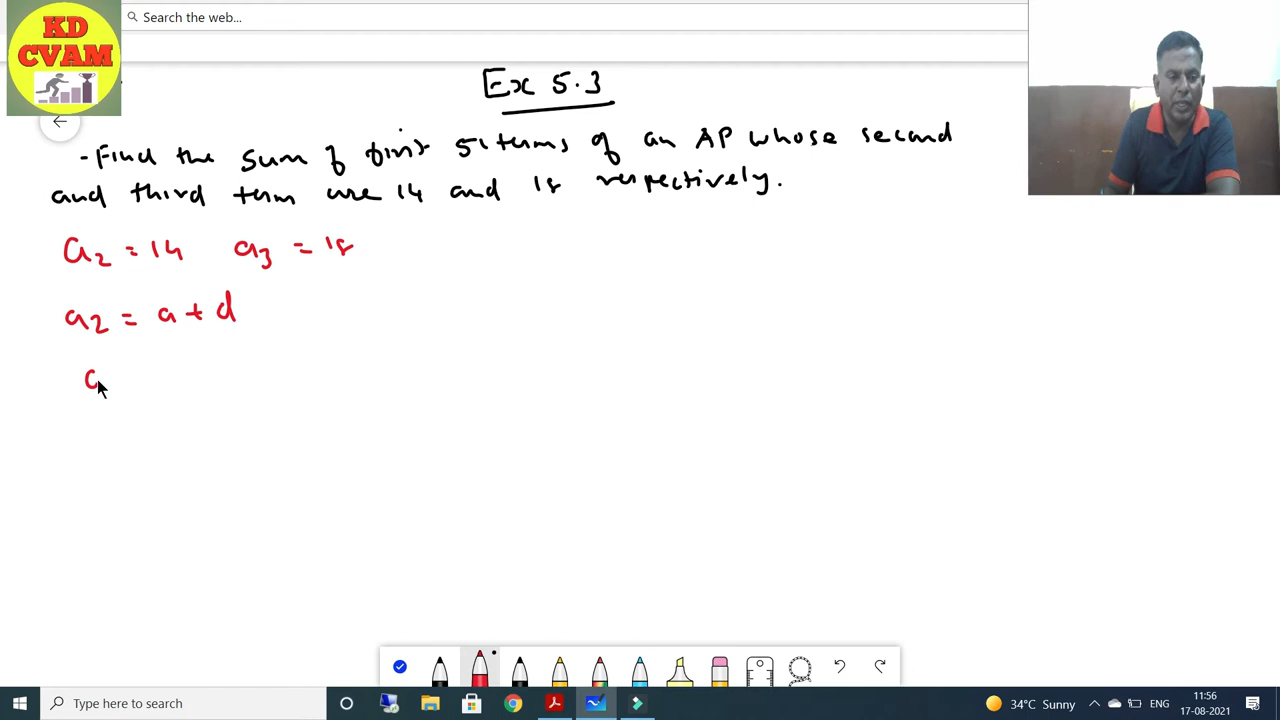 KD
CVAM
Search the web...
Ex 5.3
- Find the sum of first 51 terms of an AP whose second
and third term are 14 and 18 respectively.
a2 = 14 a3 = 18
a2 = a + d
a
Type here to search
34°C Sunny
ENG
11:56
17-08-2021